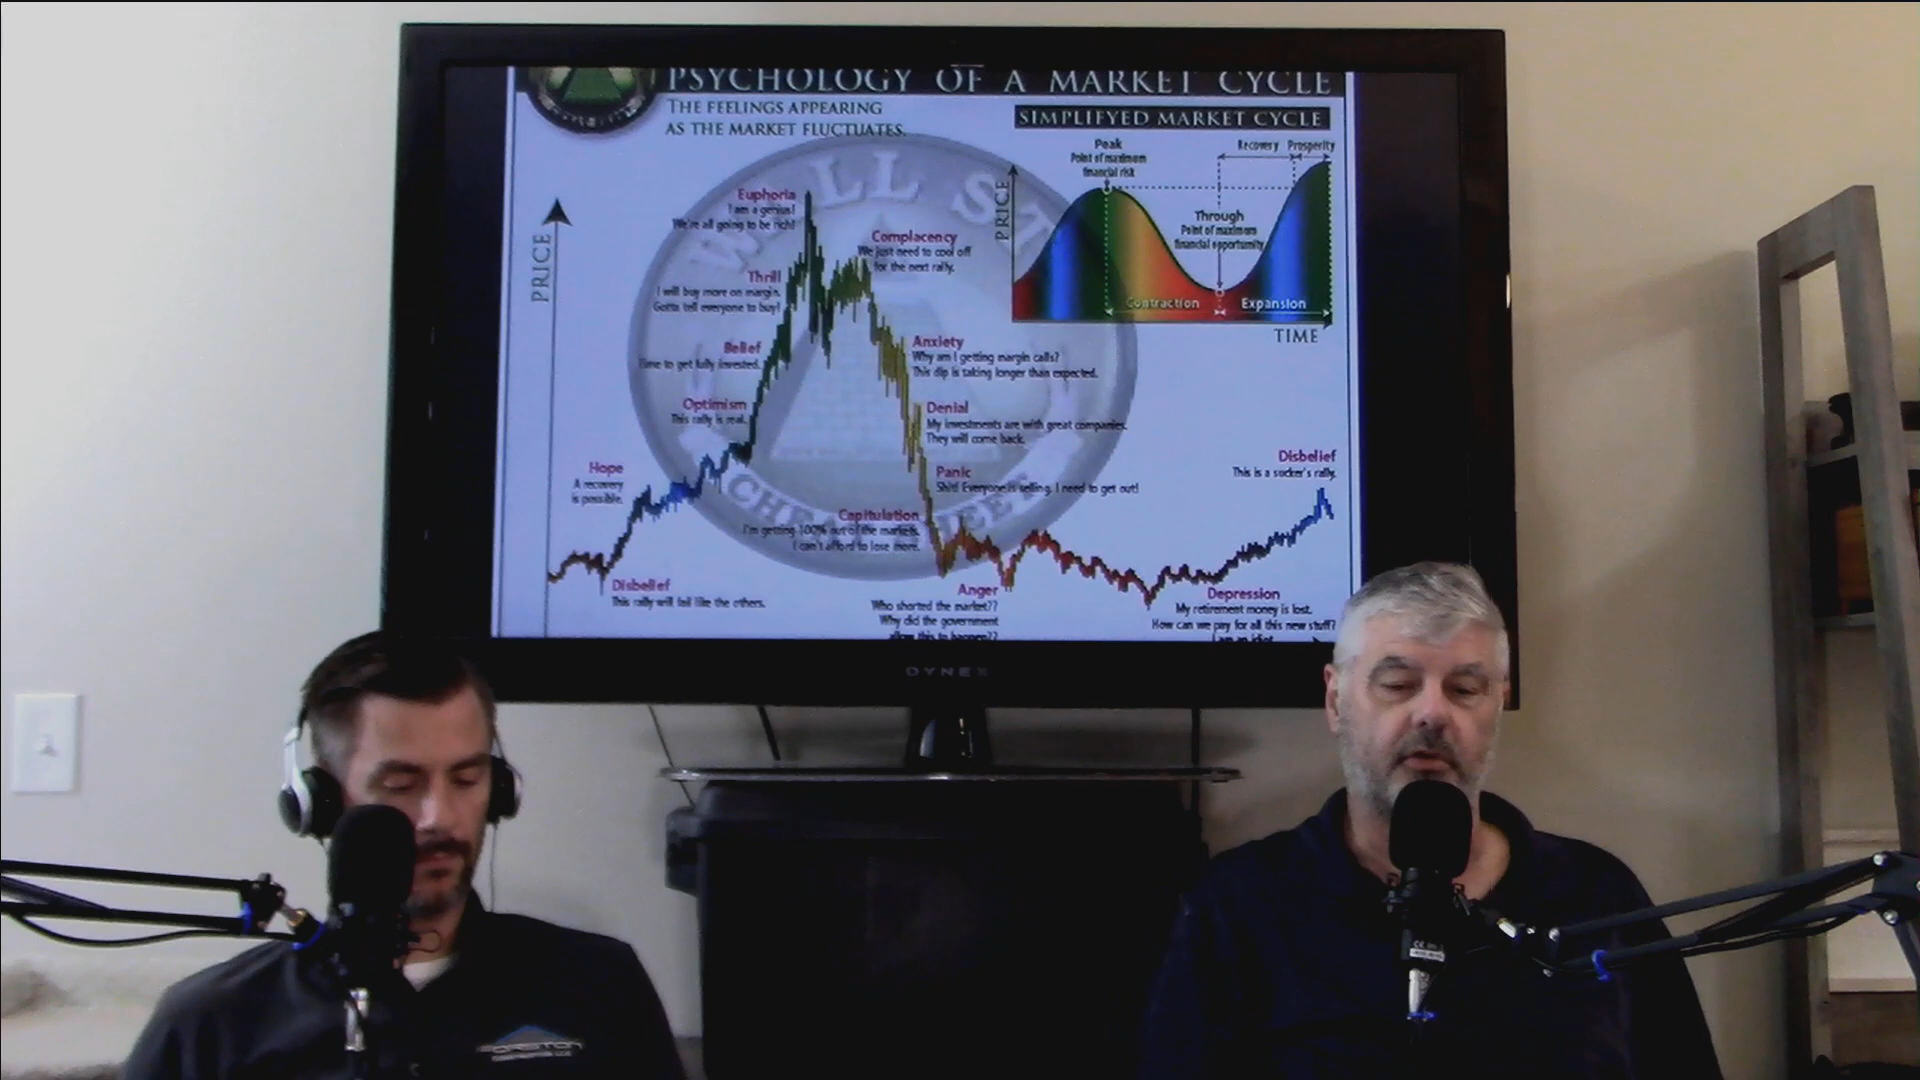 PSYCHOLOGY OF A MARKET CYCLE
THE FEELINGS APPEARING
AS THE MARKET FLUCTUATES.
SIMPLIFYED MARKET CYCLE
Peak
Point of maximum
financial risk
Recovery Prosperity
PRICE
Through
Point of maximum
financial opportunity
Contraction
Expansion
TIME
WALL ST
CHEAT SHEET
PRICE
Euphoria
I am a genius!
We're all going to be rich!
Complacency
We just need to cool off
for the next rally.
Thrill
I will buy more on margin.
Gotta tell everyone to buy!
Belief
Time to get fully invested.
Anxiety
Why am I getting margin calls?
This dip is taking longer than expected.
Optimism
This rally is real.
Denial
My investments are with great companies.
They will come back.
Hope
A recovery
is possible.
Panic
Shit! Everyone is selling. I need to get out!
Capitulation
I'm getting 100% out of the markets.
I can't afford to lose more.
Disbelief
This is a sucker's rally.
Disbelief
This rally will fail like the others.
Anger
Who shorted the market??
Why did the government
allow this to happen??
Depression
My retirement money is lost.
How can we pay for all this new stuff?
I am an idiot.
DYNEX